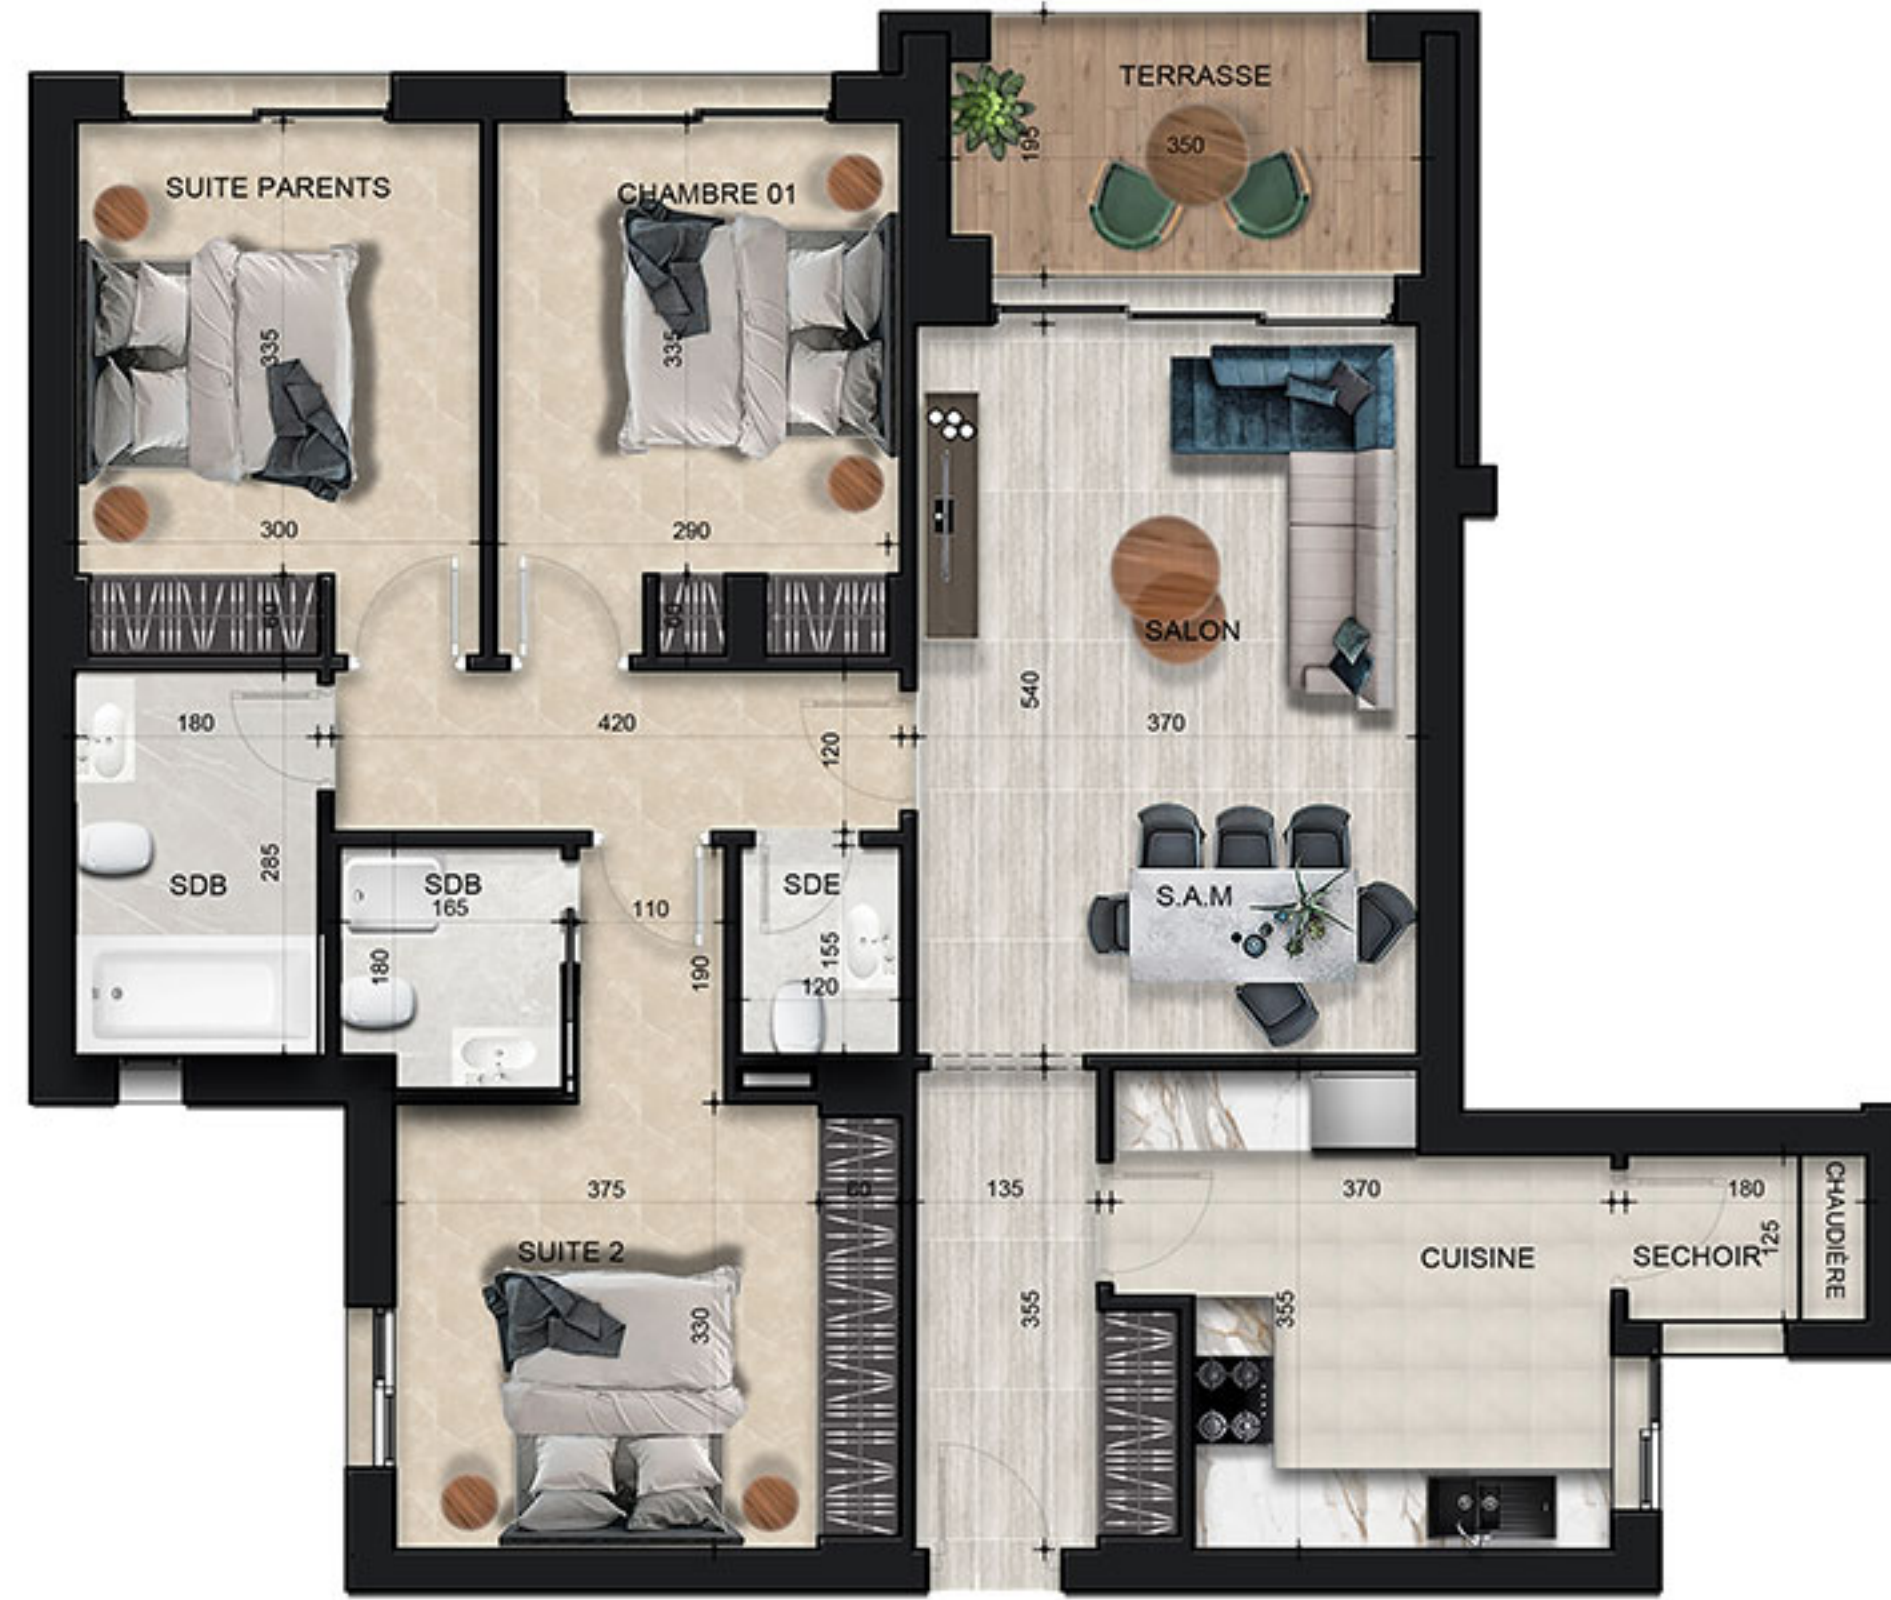 TERRASSE
195
350
SUITE PARENTS
CHAMBRE 01
335
335
300
290
60
60
SALON
540
370
180
420
120
285
SDB
SDB
165
180
110
190
SDE
155
120
S.A.M
375
60
135
370
180
125
CHAUDIÈRE
SUITE 2
330
355
355
CUISINE
SECHOIR